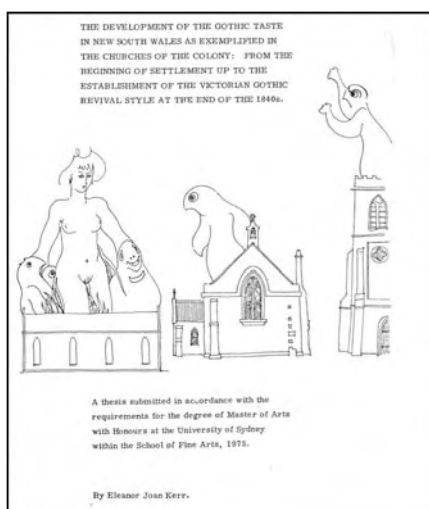 THE DEVELOPMENT OF THE GOTHIC TASTE
IN NEW SOUTH WALES AS EXEMPLIFIED IN
THE CHURCHES OF THE COLONY: FROM THE
BEGINNING OF SETTLEMENT UP TO THE
ESTABLISHMENT OF THE VICTORIAN GOTHIC
REVIVAL STYLE AT THE END OF THE 1840s.
A thesis submitted in accordance with the
requirements for the degree of Master of Arts
with Honours at the University of Sydney
within the School of Fine Arts, 1975.
By Eleanor Joan Kerr.